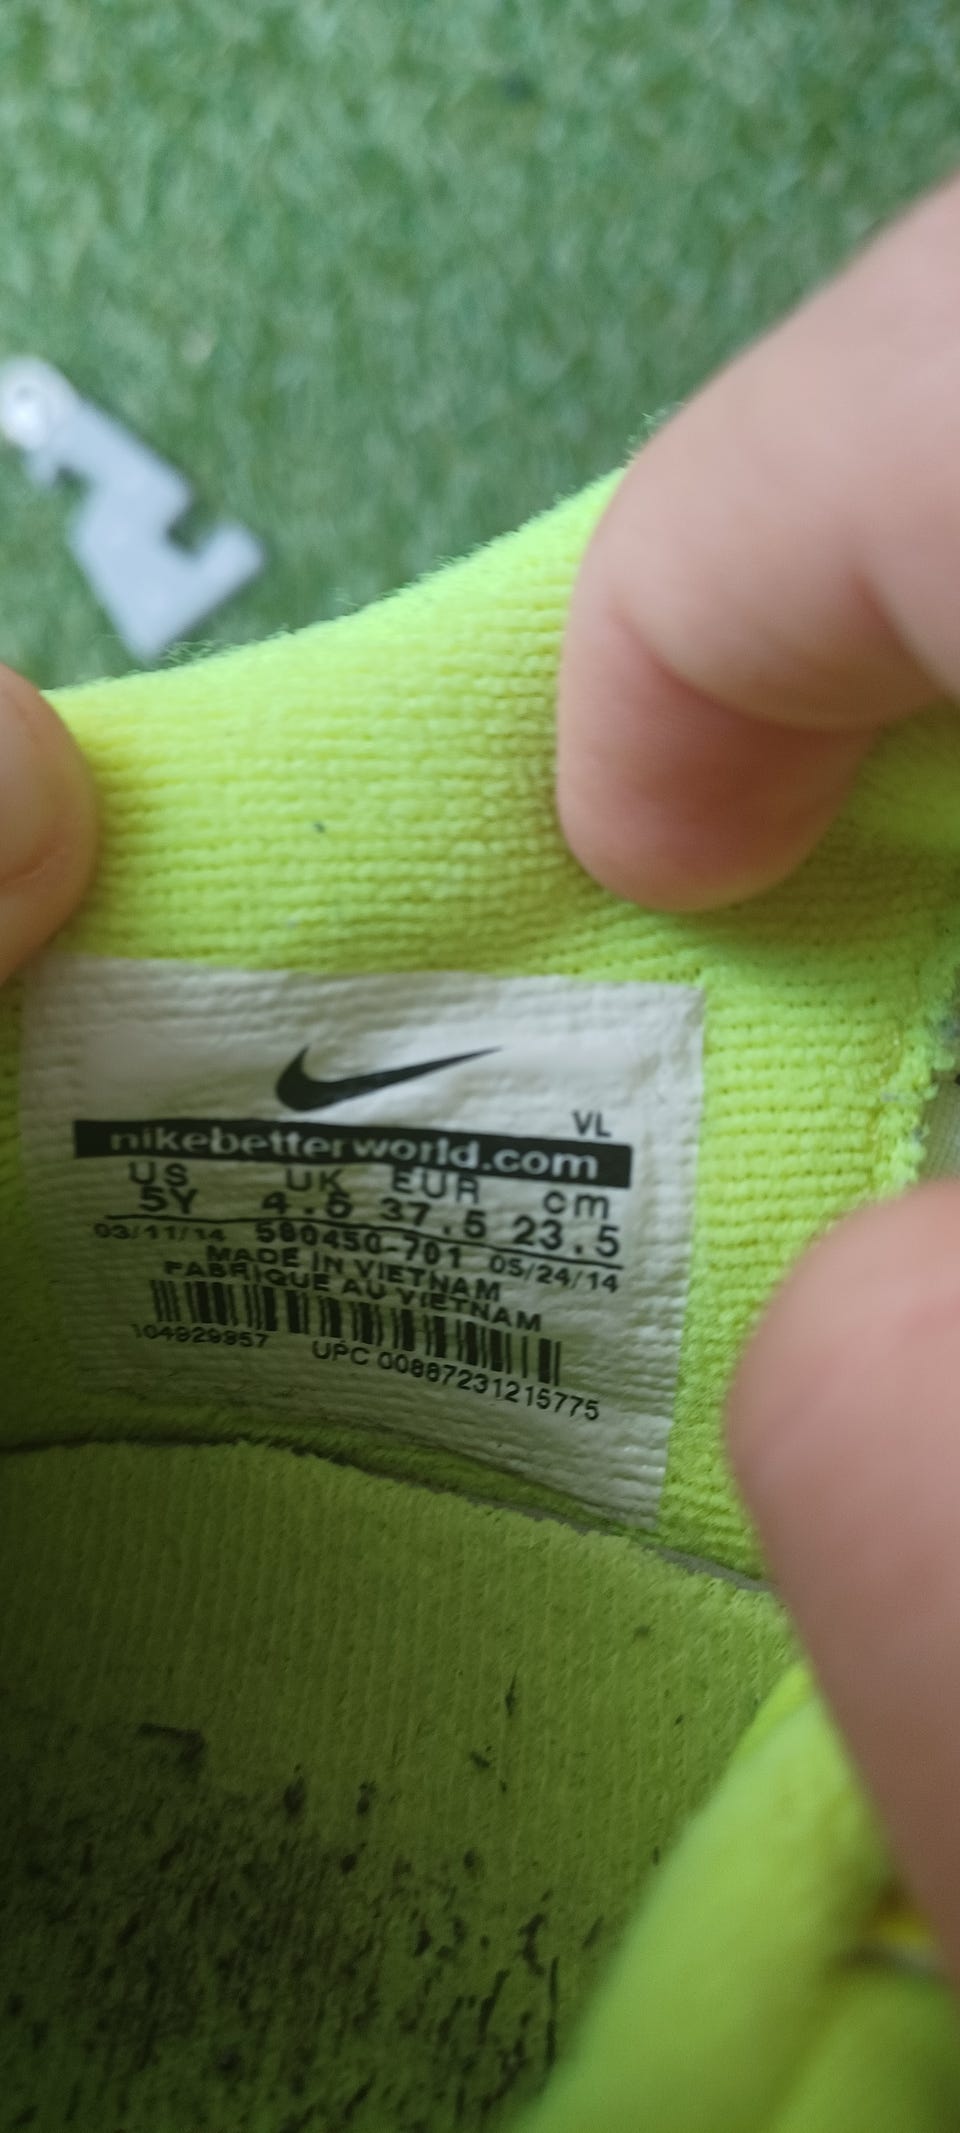 VL
nikebetterworld.com
US UK EUR cm
5Y 4.5 37.5 23.5
03/11/14 580450-701 05/24/14
MADE IN VIETNAM
FABRIQUE AU VIETNAM
104929857 UPC 00887231215775